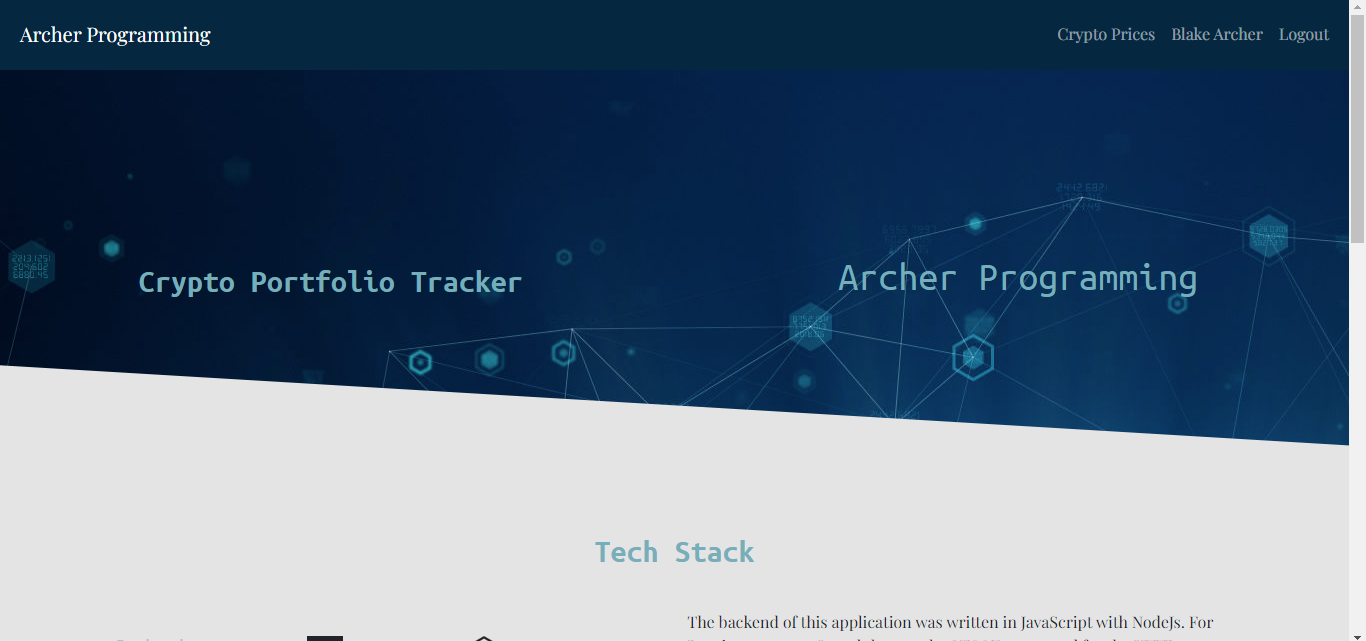 Archer Programming
Crypto Prices Blake Archer Logout
Crypto Portfolio Tracker
Archer Programming
Tech Stack
The backend of this application was written in JavaScript with NodeJs. For